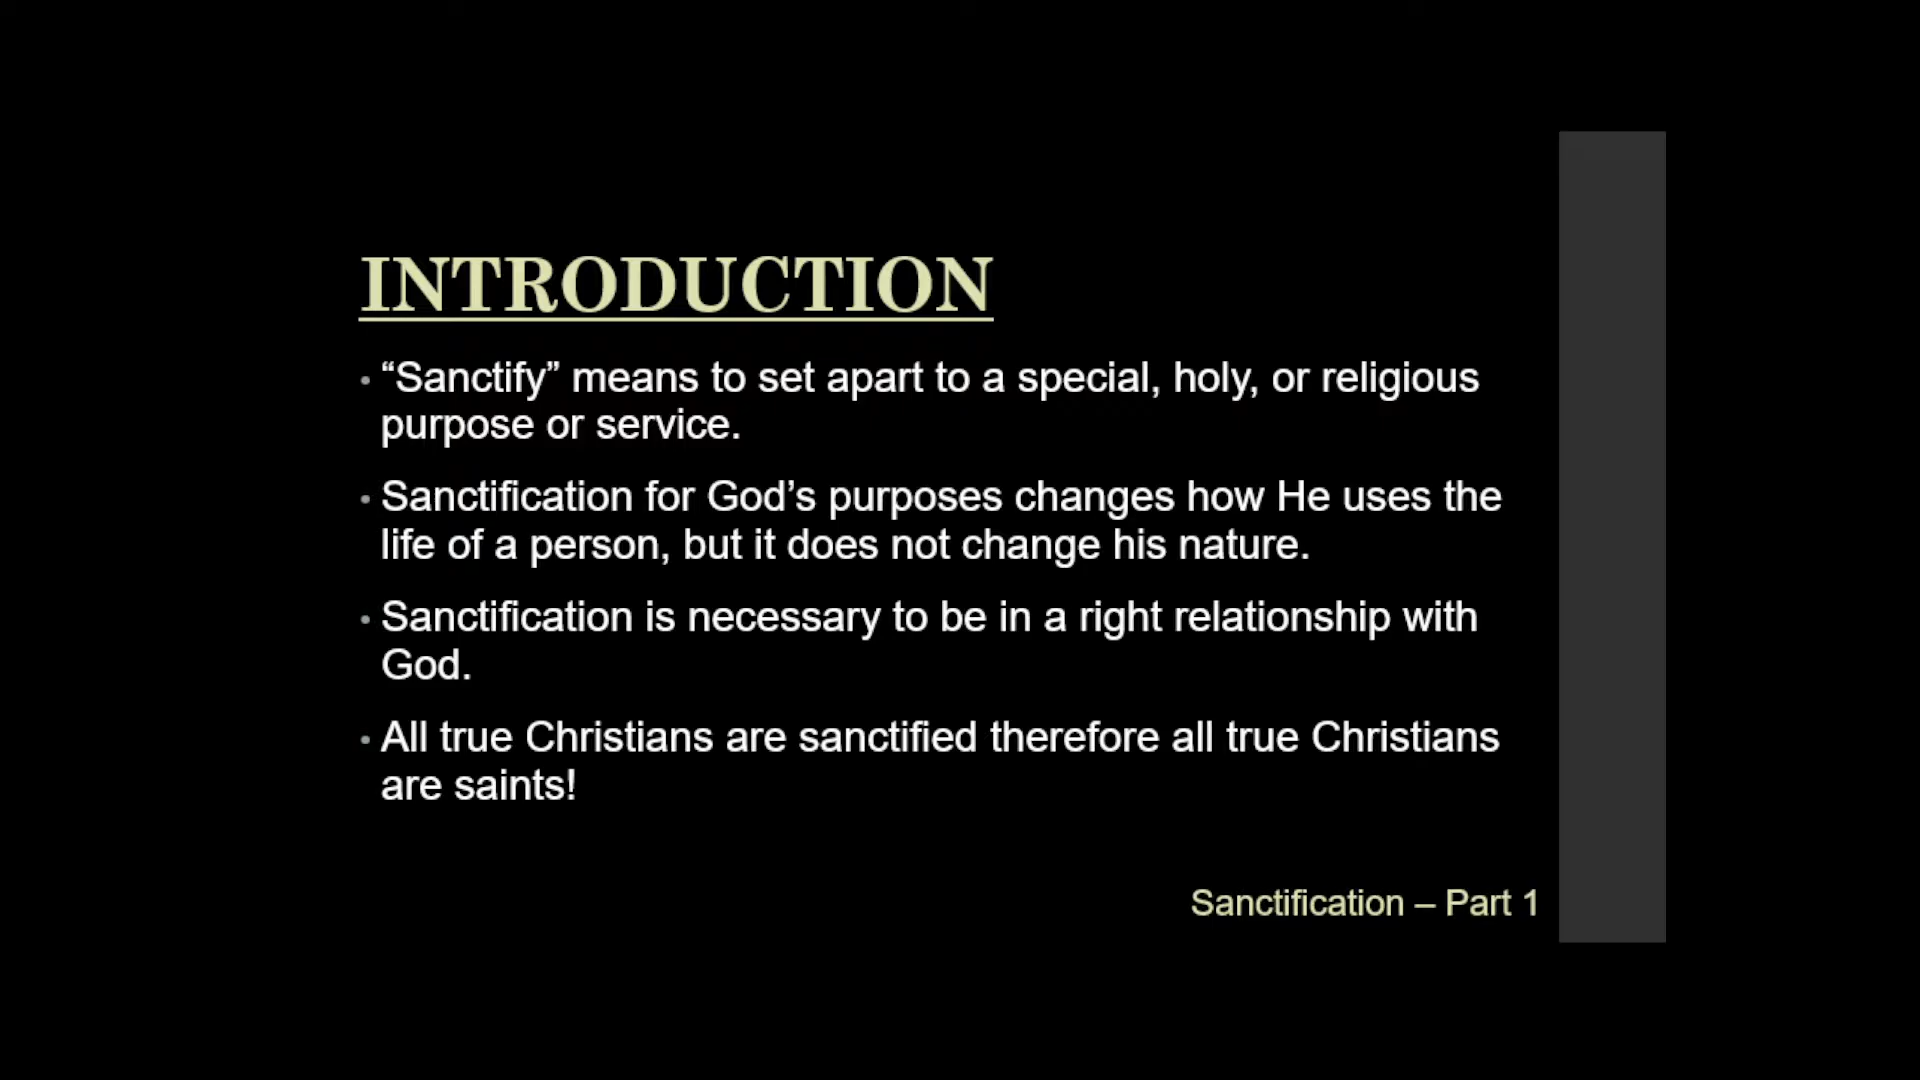 INTRODUCTION
• “Sanctify” means to set apart to a special, holy, or religious
purpose or service.
• Sanctification for God’s purposes changes how He uses the
life of a person, but it does not change his nature.
• Sanctification is necessary to be in a right relationship with
God.
• All true Christians are sanctified therefore all true Christians
are saints!
Sanctification – Part 1